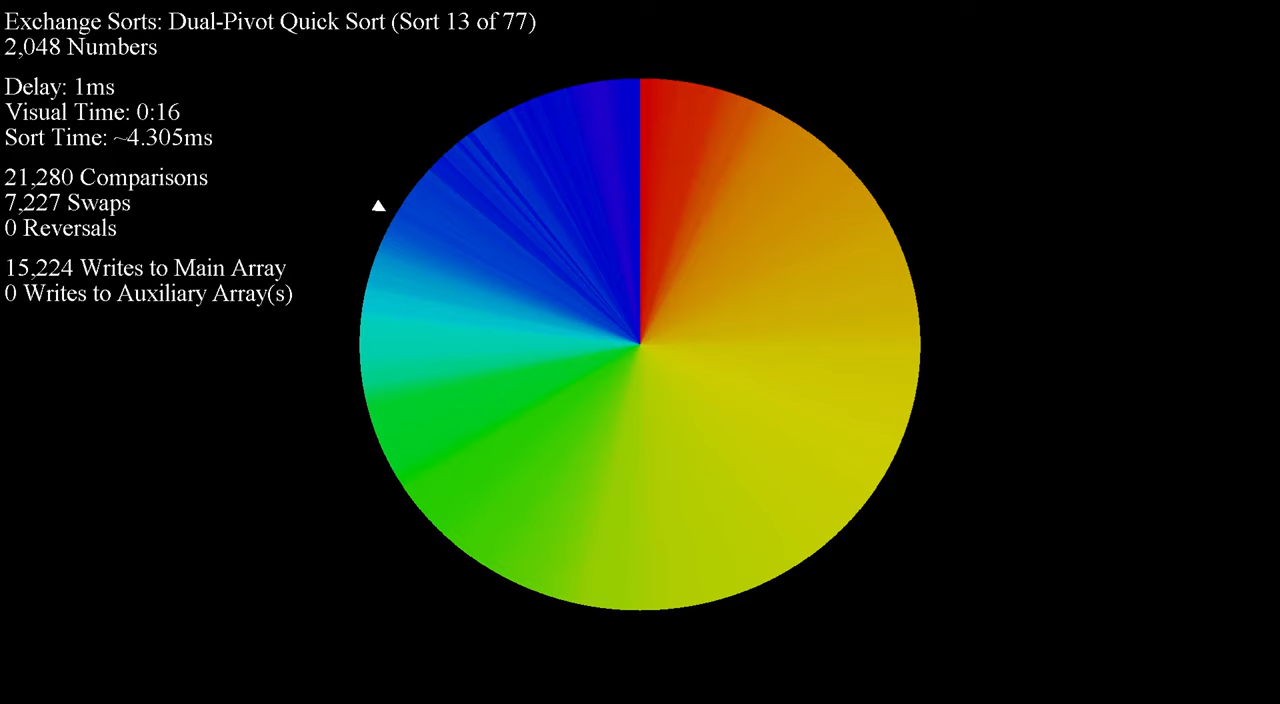 Exchange Sorts: Dual-Pivot Quick Sort (Sort 13 of 77)
2,048 Numbers
Delay: 1ms
Visual Time: 0:16
Sort Time: ~4.305ms
21,280 Comparisons
7,227 Swaps
0 Reversals
15,224 Writes to Main Array
0 Writes to Auxiliary Array(s)